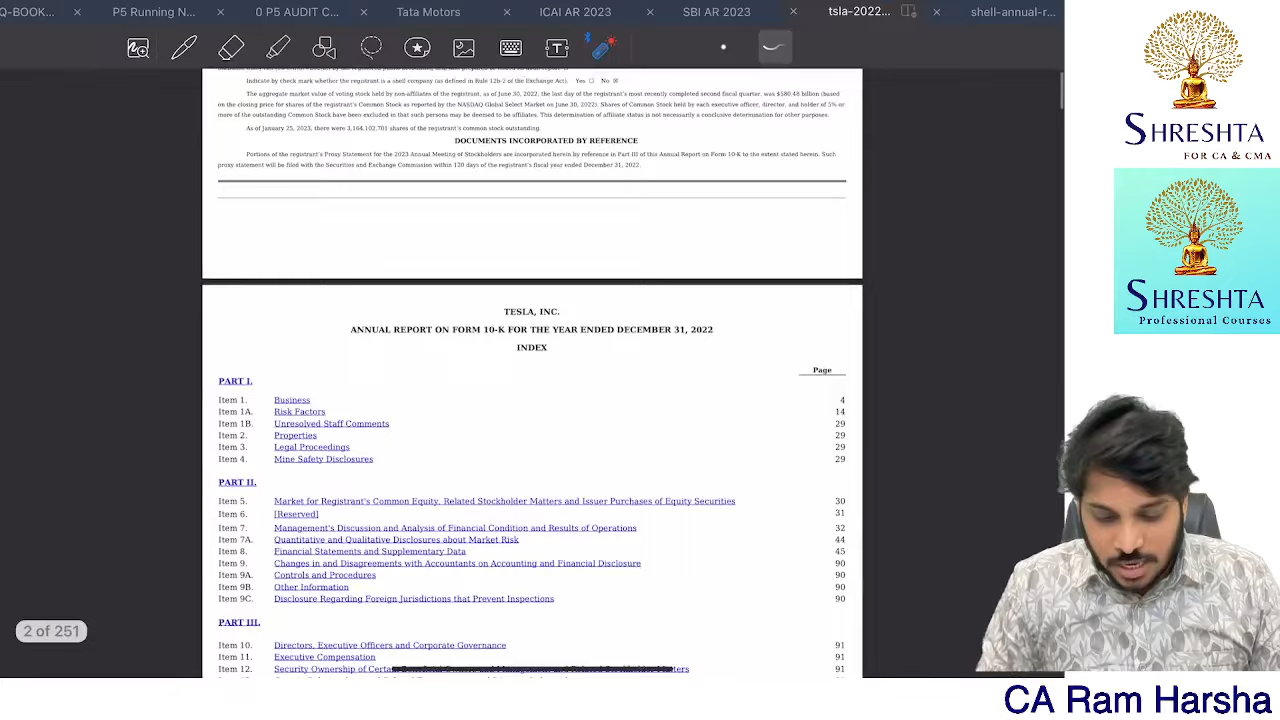 Q-BOOK...
P5 Running N...
0 P5 AUDIT C...
Tata Motors
ICAI AR 2023
SBI AR 2023
tsla-202...
shell-annual-r...
Indicate by check mark whether the registrant is a shell company (as defined in Rule 12b-2 of the Exchange Act). Yes ☐ No ☒
The aggregate market value of voting stock held by non-affiliates of the registrant, as of June 30, 2022, the last day of the registrant's most recently completed second fiscal quarter, was $580.48 billion (based
on the closing price for shares of the registrant's Common Stock as reported by the NASDAQ Global Select Market on June 30, 2022). Shares of Common Stock held by each executive officer, director, and holder of 5% or
more of the outstanding Common Stock have been excluded in that such persons may be deemed to be affiliates. This determination of affiliate status is not necessarily a conclusive determination for other purposes.
As of January 25, 2023, there were 3,164,102,701 shares of the registrant's common stock outstanding.
DOCUMENTS INCORPORATED BY REFERENCE
Portions of the registrant's Proxy Statement for the 2023 Annual Meeting of Stockholders are incorporated herein by reference in Part III of this Annual Report on Form 10-K to the extent stated herein. Such
proxy statement will be filed with the Securities and Exchange Commission within 120 days of the registrant's fiscal year ended December 31, 2022.
TESLA, INC.
ANNUAL REPORT ON FORM 10-K FOR THE YEAR ENDED DECEMBER 31, 2022
INDEX
Page
PART I.
Item 1. Business 4
Item 1A. Risk Factors 14
Item 1B. Unresolved Staff Comments 29
Item 2. Properties 29
Item 3. Legal Proceedings 29
Item 4. Mine Safety Disclosures 29
PART II.
Item 5. Market for Registrant's Common Equity, Related Stockholder Matters and Issuer Purchases of Equity Securities 30
Item 6. [Reserved] 31
Item 7. Management's Discussion and Analysis of Financial Condition and Results of Operations 32
Item 7A. Quantitative and Qualitative Disclosures about Market Risk 44
Item 8. Financial Statements and Supplementary Data 45
Item 9. Changes in and Disagreements with Accountants on Accounting and Financial Disclosure 90
Item 9A. Controls and Procedures 90
Item 9B. Other Information 90
Item 9C. Disclosure Regarding Foreign Jurisdictions that Prevent Inspections 90
PART III.
Item 10. Directors, Executive Officers and Corporate Governance 91
Item 11. Executive Compensation 91
Item 12. Security Ownership of Certain Beneficial Owners and Management and Related Stockholder Matters 91
2 of 251
SHRESHTA
FOR CA & CMA
SHRESHTA
Professional Courses
CA Ram Harsha